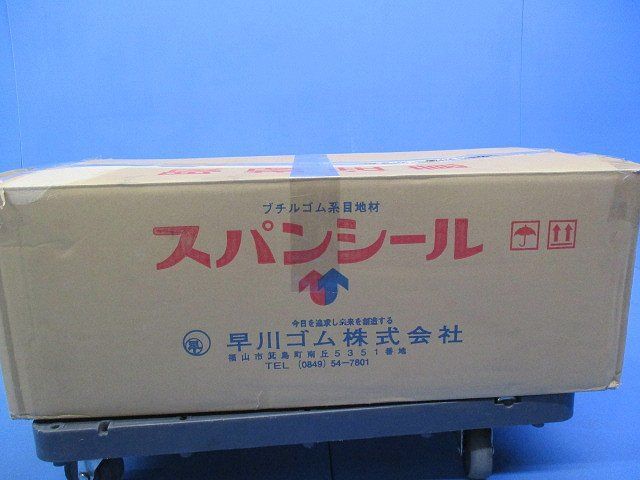 ブチルゴム系目地材
スパンシール
今日を追求し未来を創造する
早川ゴム株式会社
福山市箕島町南丘5351番地
TEL (0849) 54-7801